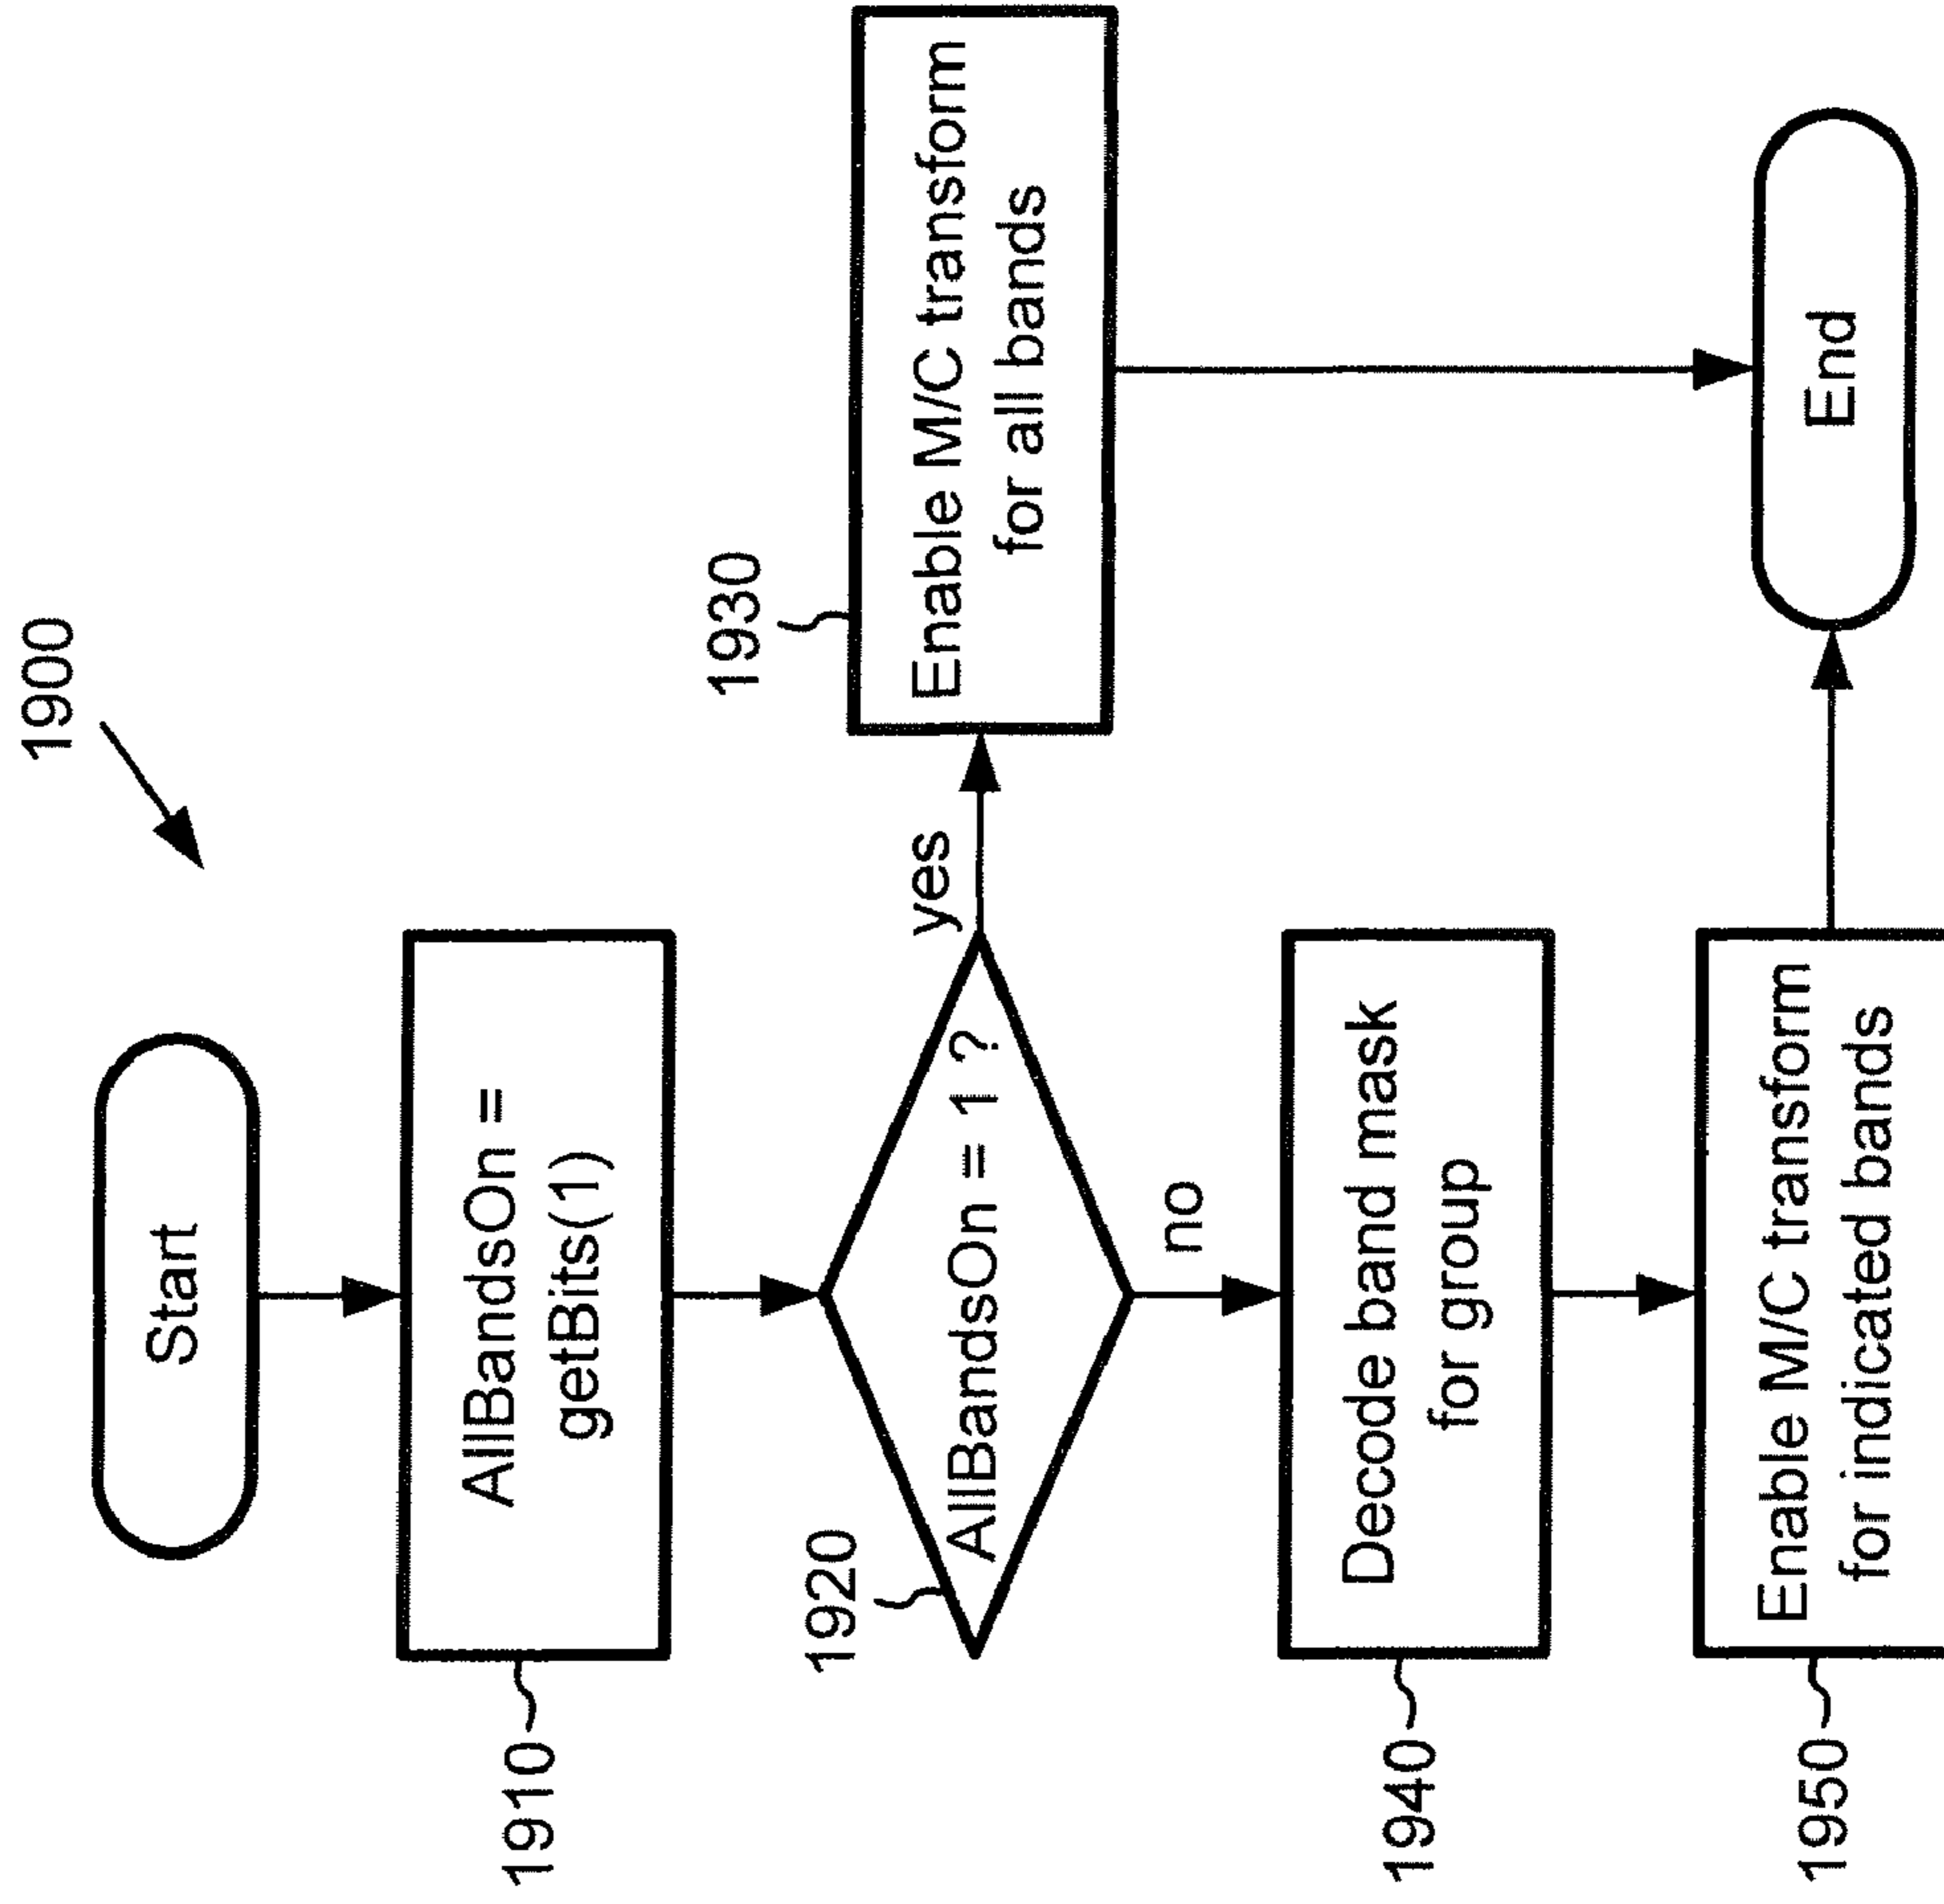 1900
Start
1910
AllBandsOn =
getBits(1)
1920
AllBandsOn = 1 ?
yes
1930
Enable M/C transform
for all bands
no
1940
Decode band mask
for group
1950
Enable M/C transform
for indicated bands
End